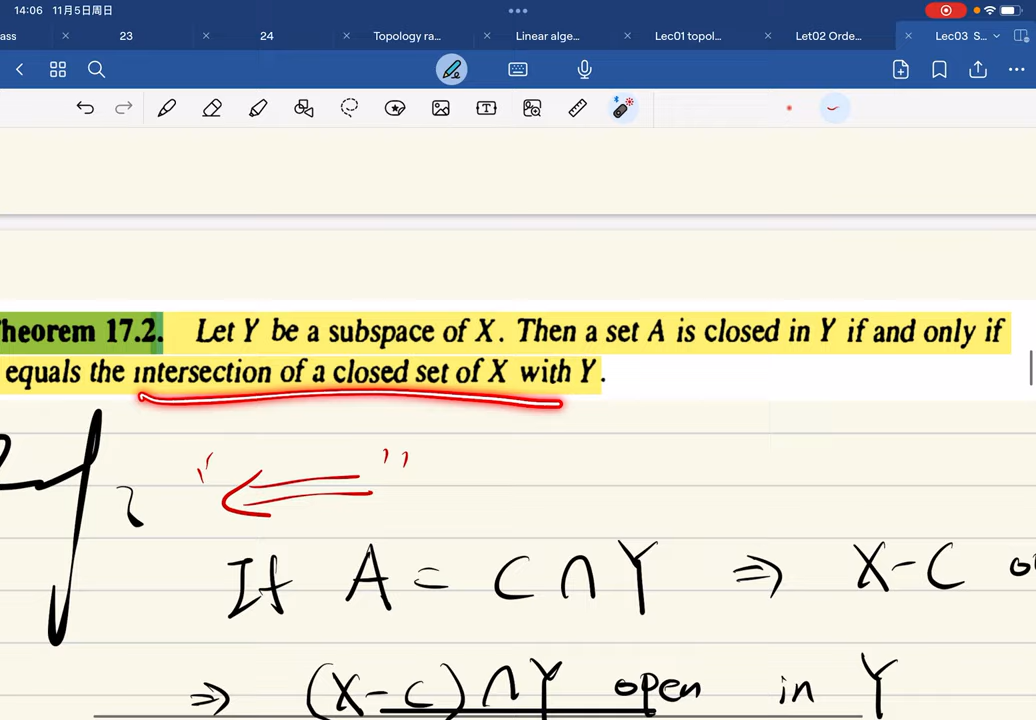 14:06 11月5日周日
ass 23 24 Topology ra... Linear alge... Lec01 topol... Let02 Orde... Lec03 S...
Theorem 17.2. Let Y be a subspace of X. Then a set A is closed in Y if and only if
equals the intersection of a closed set of X with Y.
"⇐"
If A = C ∩ Y ⇒ X - C
⇒ (X - C) ∩ Y open in Y